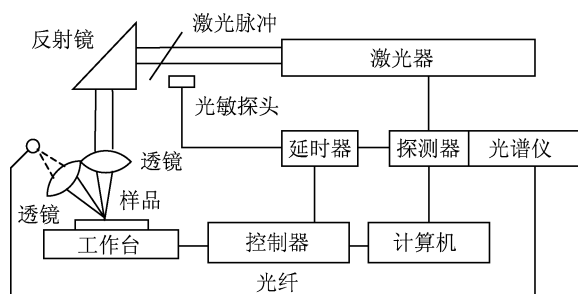 激光脉冲
反射镜
激光器
光敏探头
透镜
延时器
探测器
光谱仪
透镜
样品
工作台
控制器
计算机
光纤